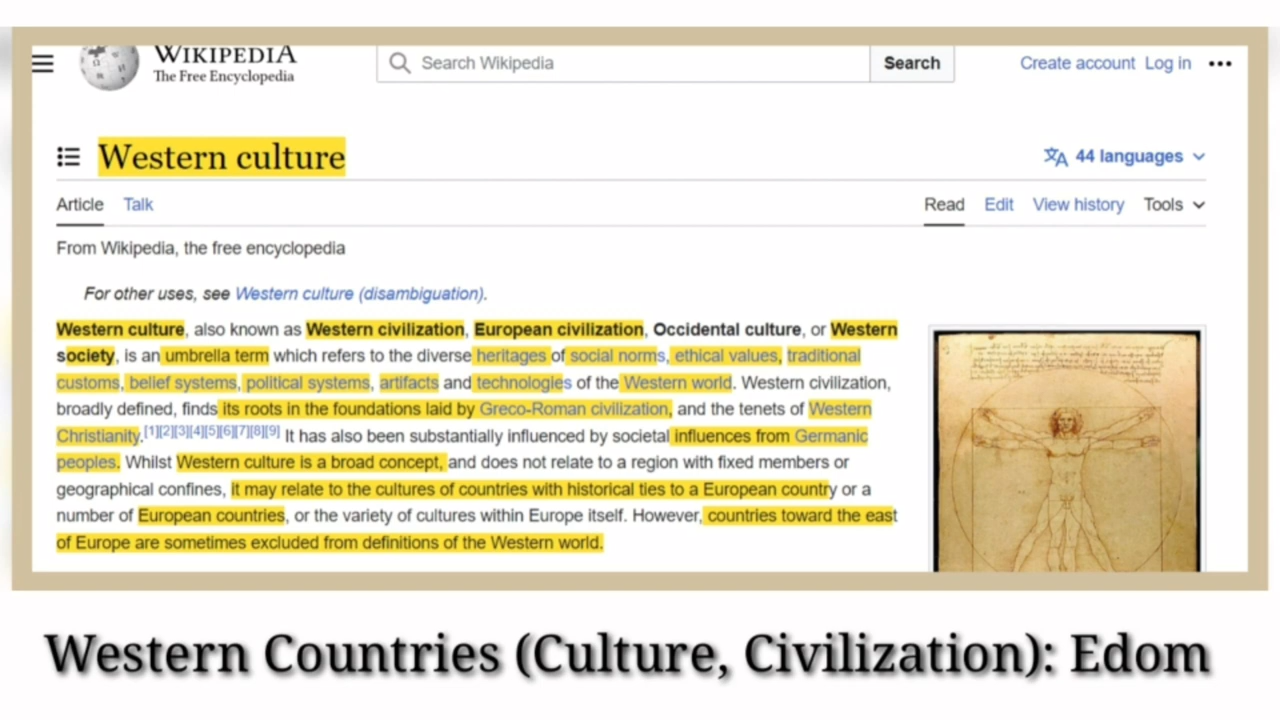 WIKIPEDIA
The Free Encyclopedia
Search Wikipedia
Search
Create account Log in
Western culture
44 languages
Article Talk
Read Edit View history Tools
From Wikipedia, the free encyclopedia
For other uses, see Western culture (disambiguation).
Western culture, also known as Western civilization, European civilization, Occidental culture, or Western
society, is an umbrella term which refers to the diverse heritages of social norms, ethical values, traditional
customs, belief systems, political systems, artifacts and technologies of the Western world. Western civilization,
broadly defined, finds its roots in the foundations laid by Greco-Roman civilization, and the tenets of Western
Christianity.[1][2][3][4][5][6][7][8][9] It has also been substantially influenced by societal influences from Germanic
peoples. Whilst Western culture is a broad concept, and does not relate to a region with fixed members or
geographical confines, it may relate to the cultures of countries with historical ties to a European country or a
number of European countries, or the variety of cultures within Europe itself. However, countries toward the east
of Europe are sometimes excluded from definitions of the Western world.
Western Countries (Culture, Civilization): Edom